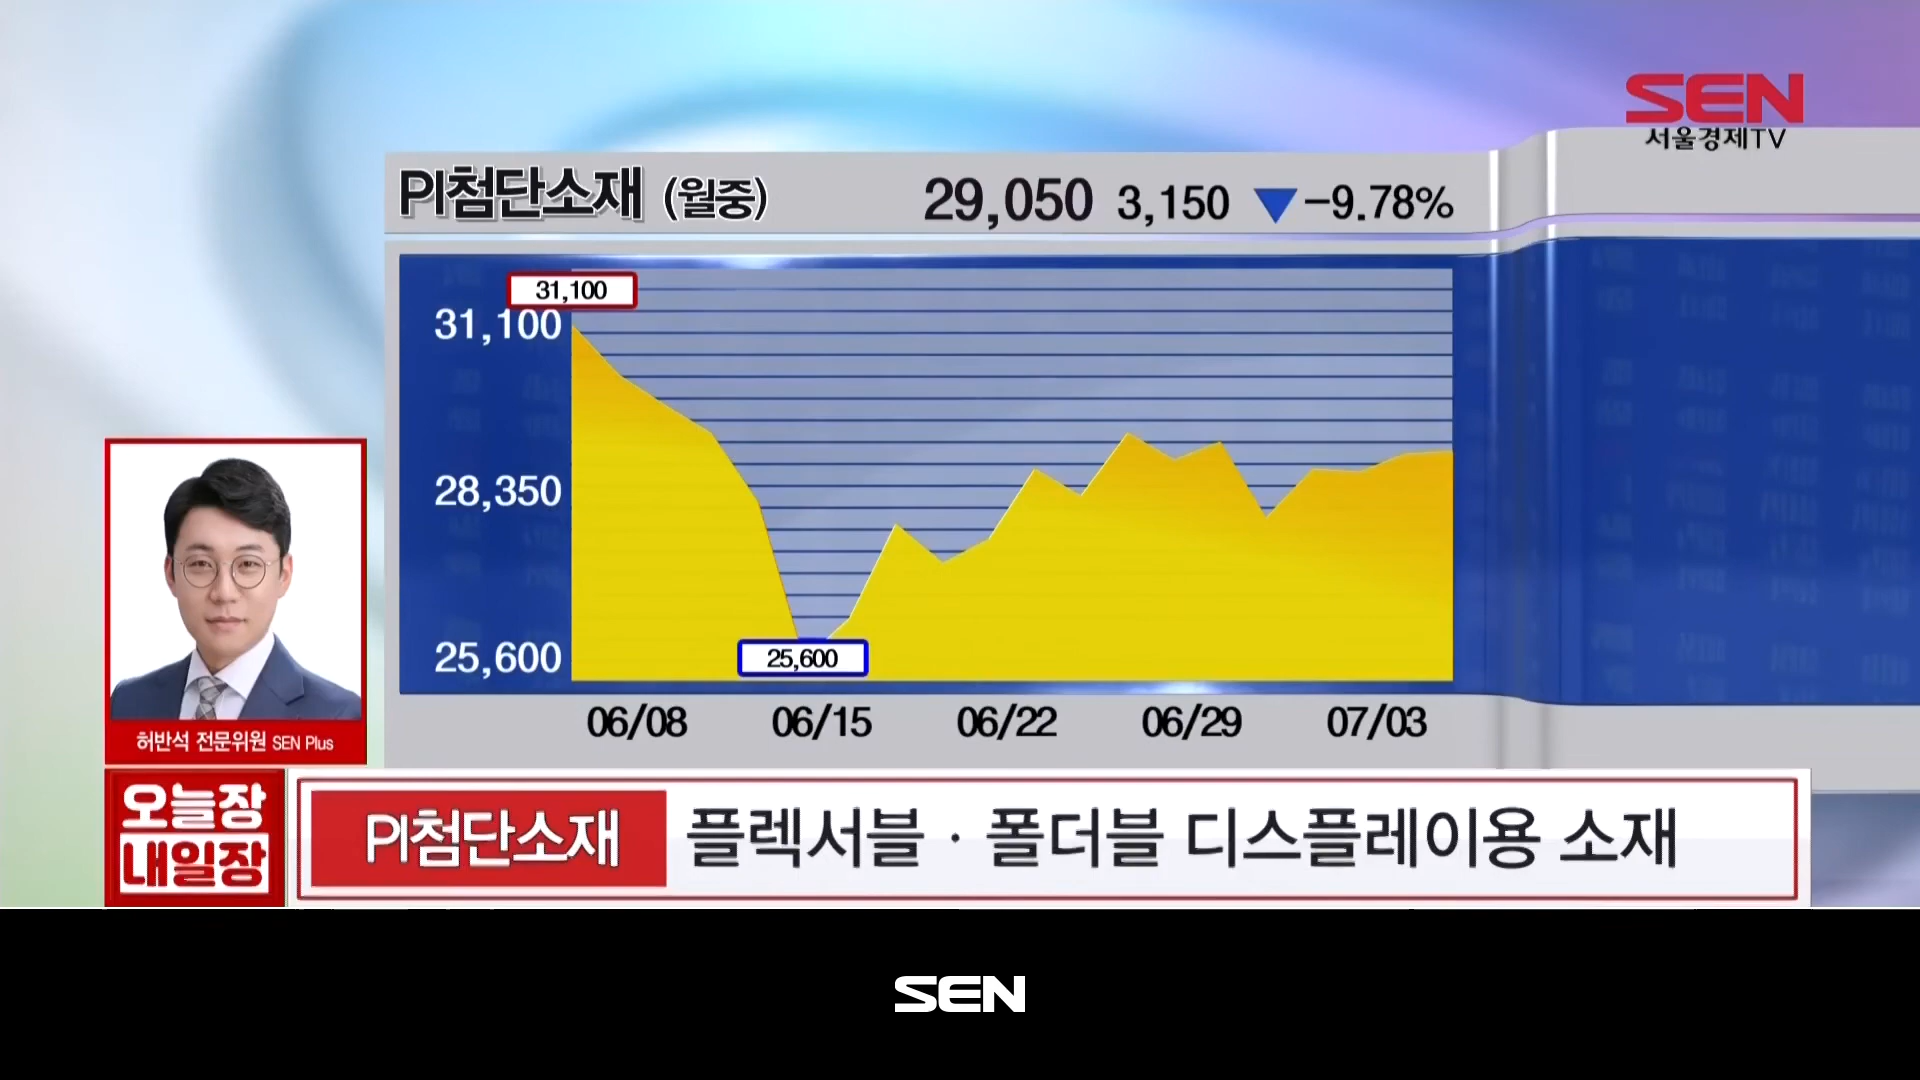 SEN
서울경제TV
PI첨단소재 (월중) 29,050 3,150 ▼-9.78%
31,100
31,100
28,350
25,600
25,600
06/08 06/15 06/22 06/29 07/03
허반석 전문위원 SEN Plus
오늘장
내일장
PI첨단소재 플렉서블 · 폴더블 디스플레이용 소재
SEN